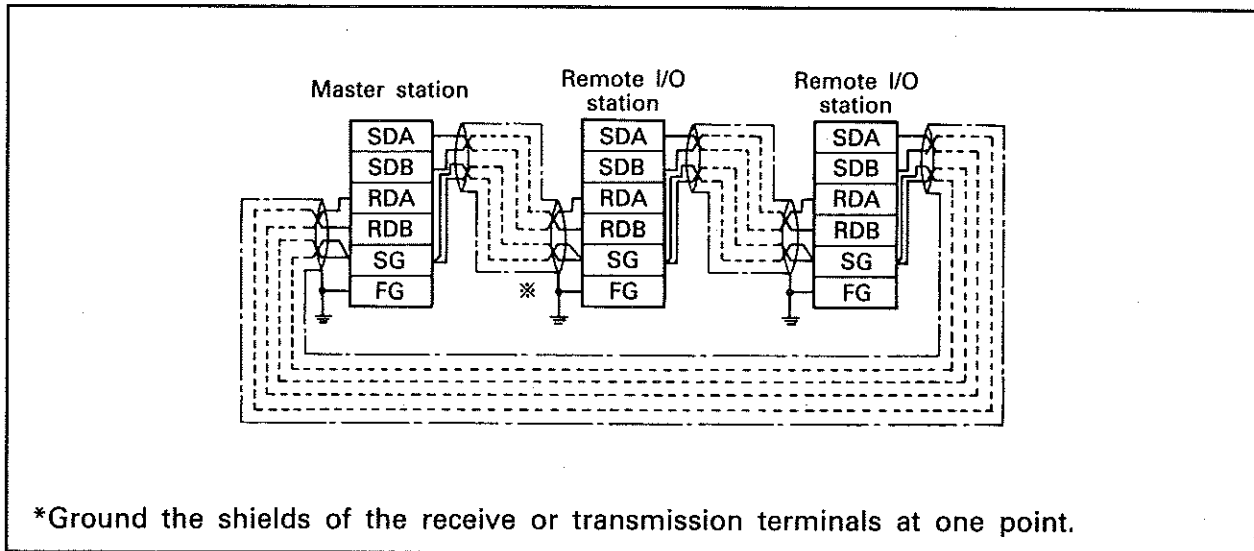 Master station
Remote I/O
station
Remote I/O
station
SDA
SDB
RDA
RDB
SG
FG
※
SDA
SDB
RDA
RDB
SG
FG
SDA
SDB
RDA
RDB
SG
FG
*Ground the shields of the receive or transmission terminals at one point.